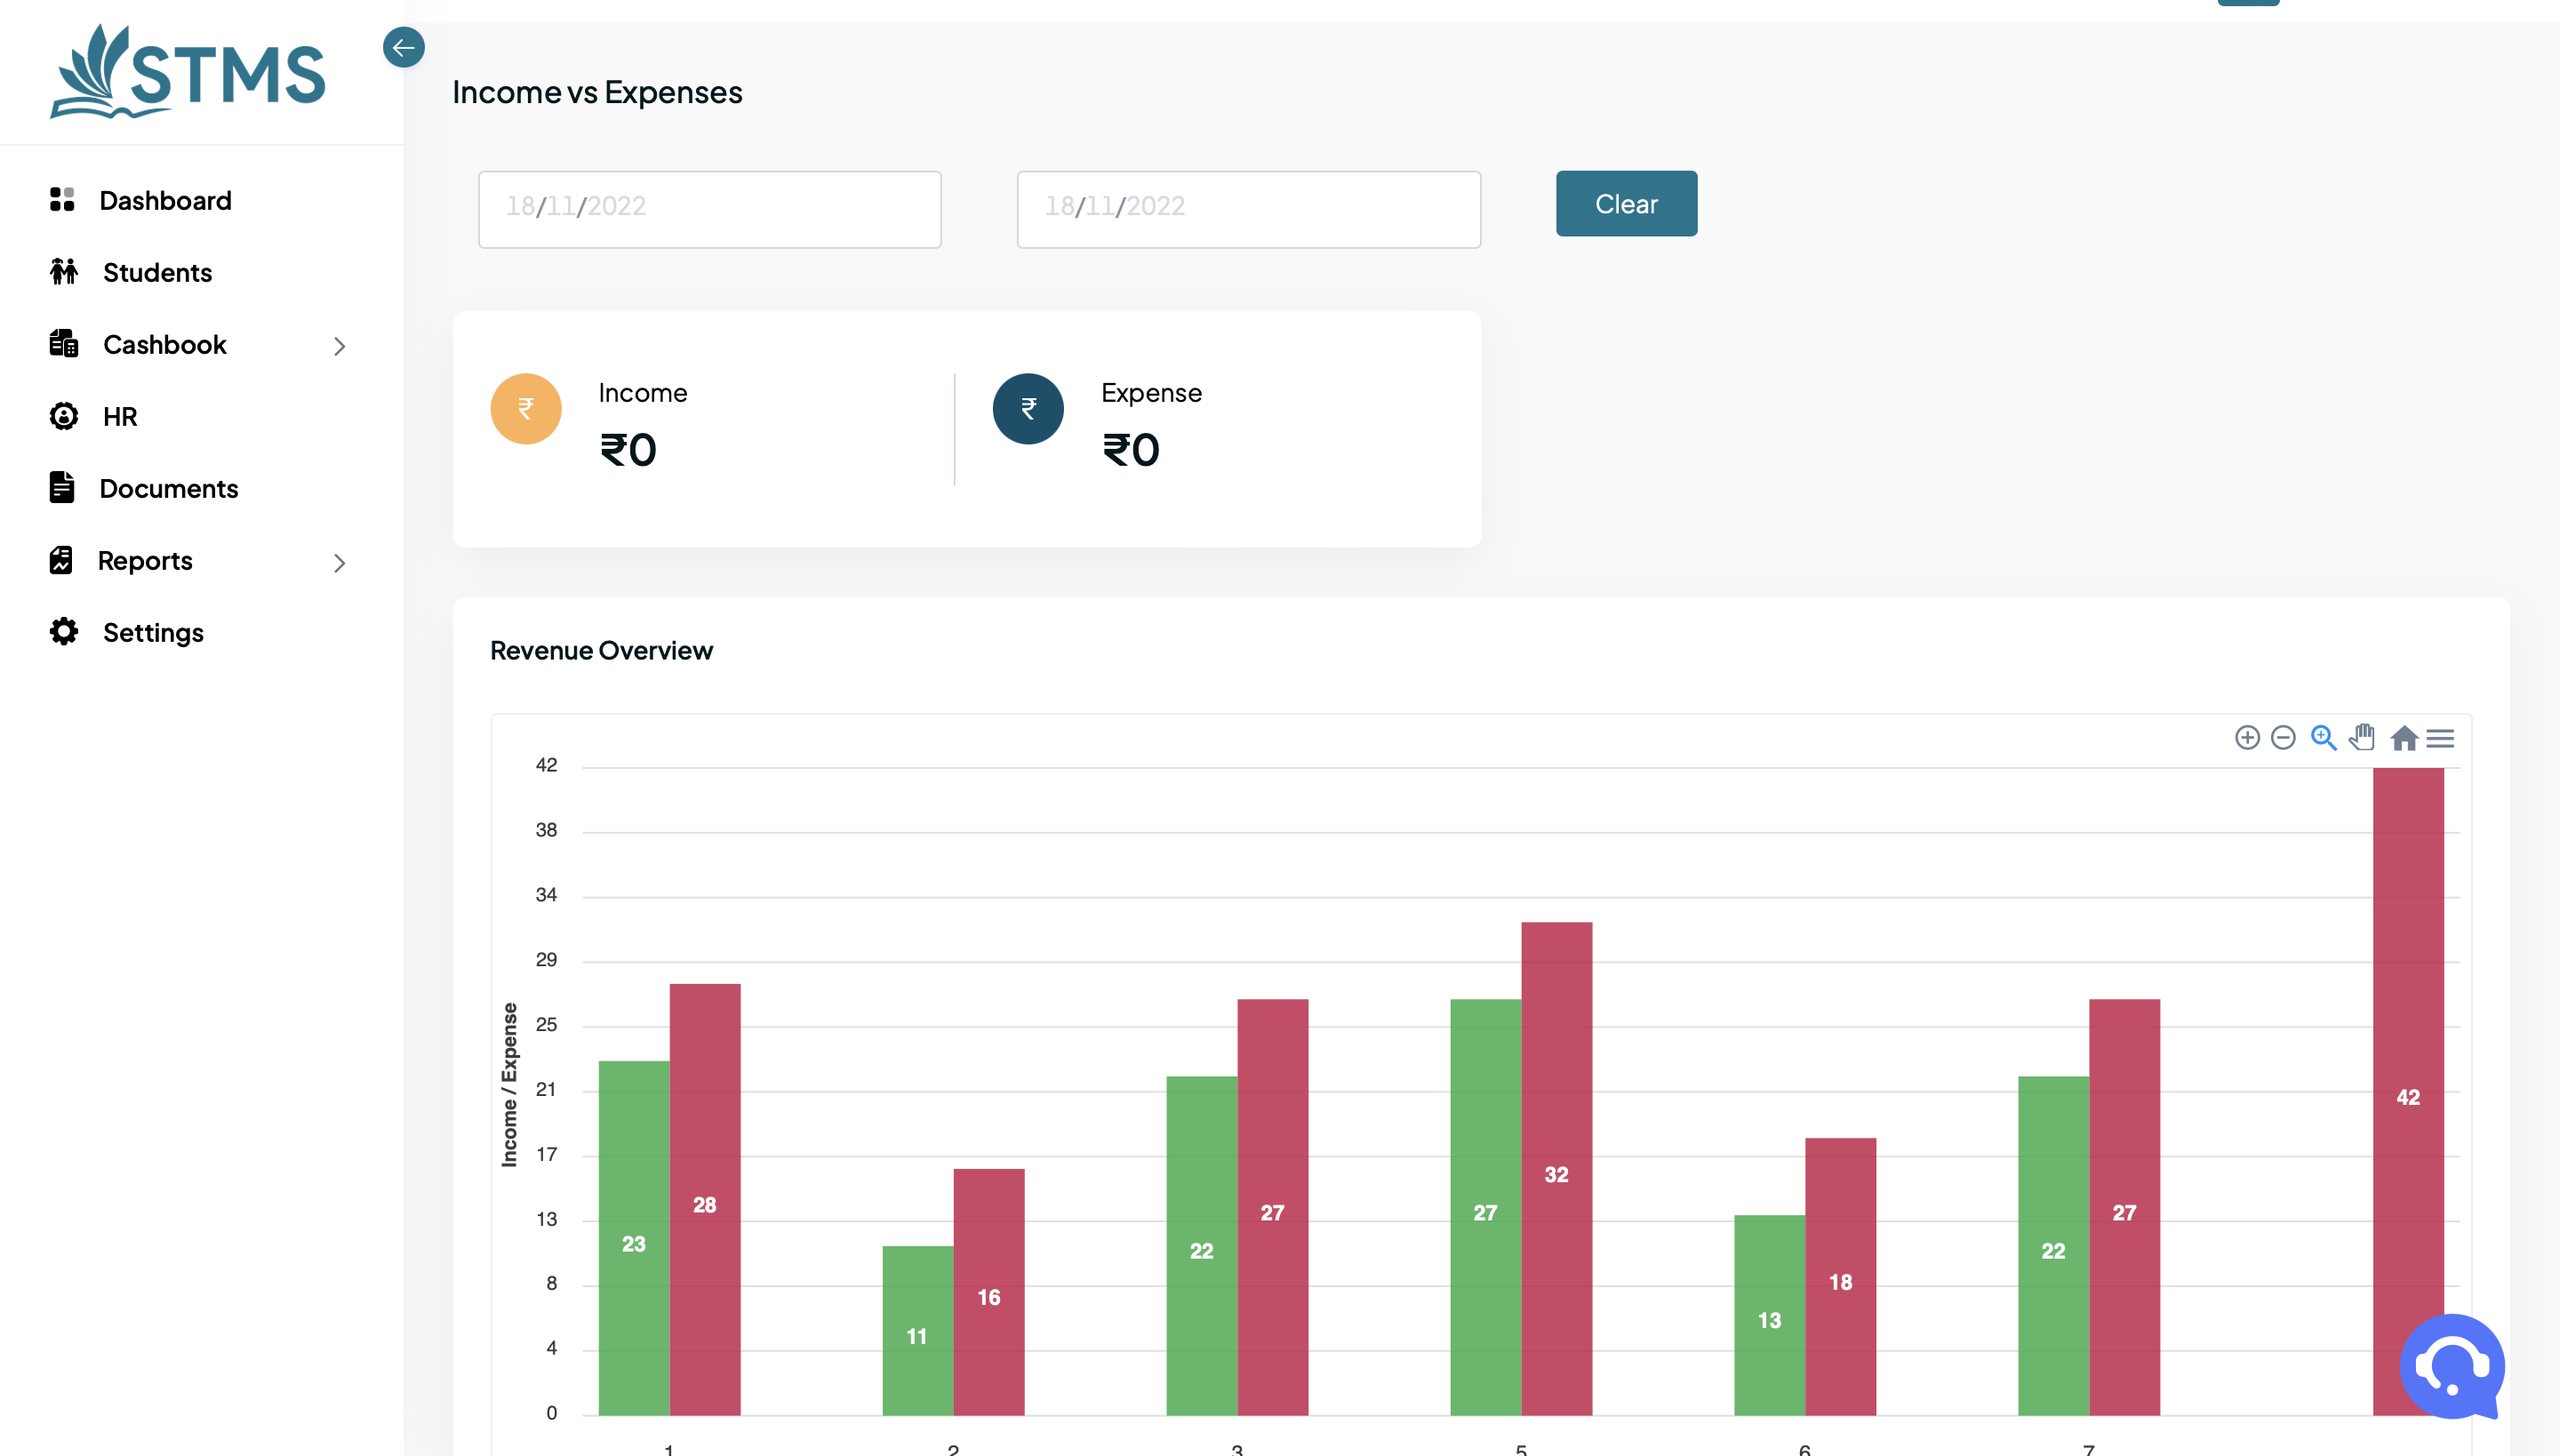 STMS
Dashboard
Students
Cashbook
HR
Documents
Reports
Settings
Income vs Expenses
18/11/2022
18/11/2022
Clear
₹
Income
₹0
₹
Expense
₹0
Revenue Overview
Income / Expense
42
38
34
29
25
21
17
13
8
4
0
23
28
11
16
22
27
27
32
13
18
22
27
42
1
2
3
5
6
7